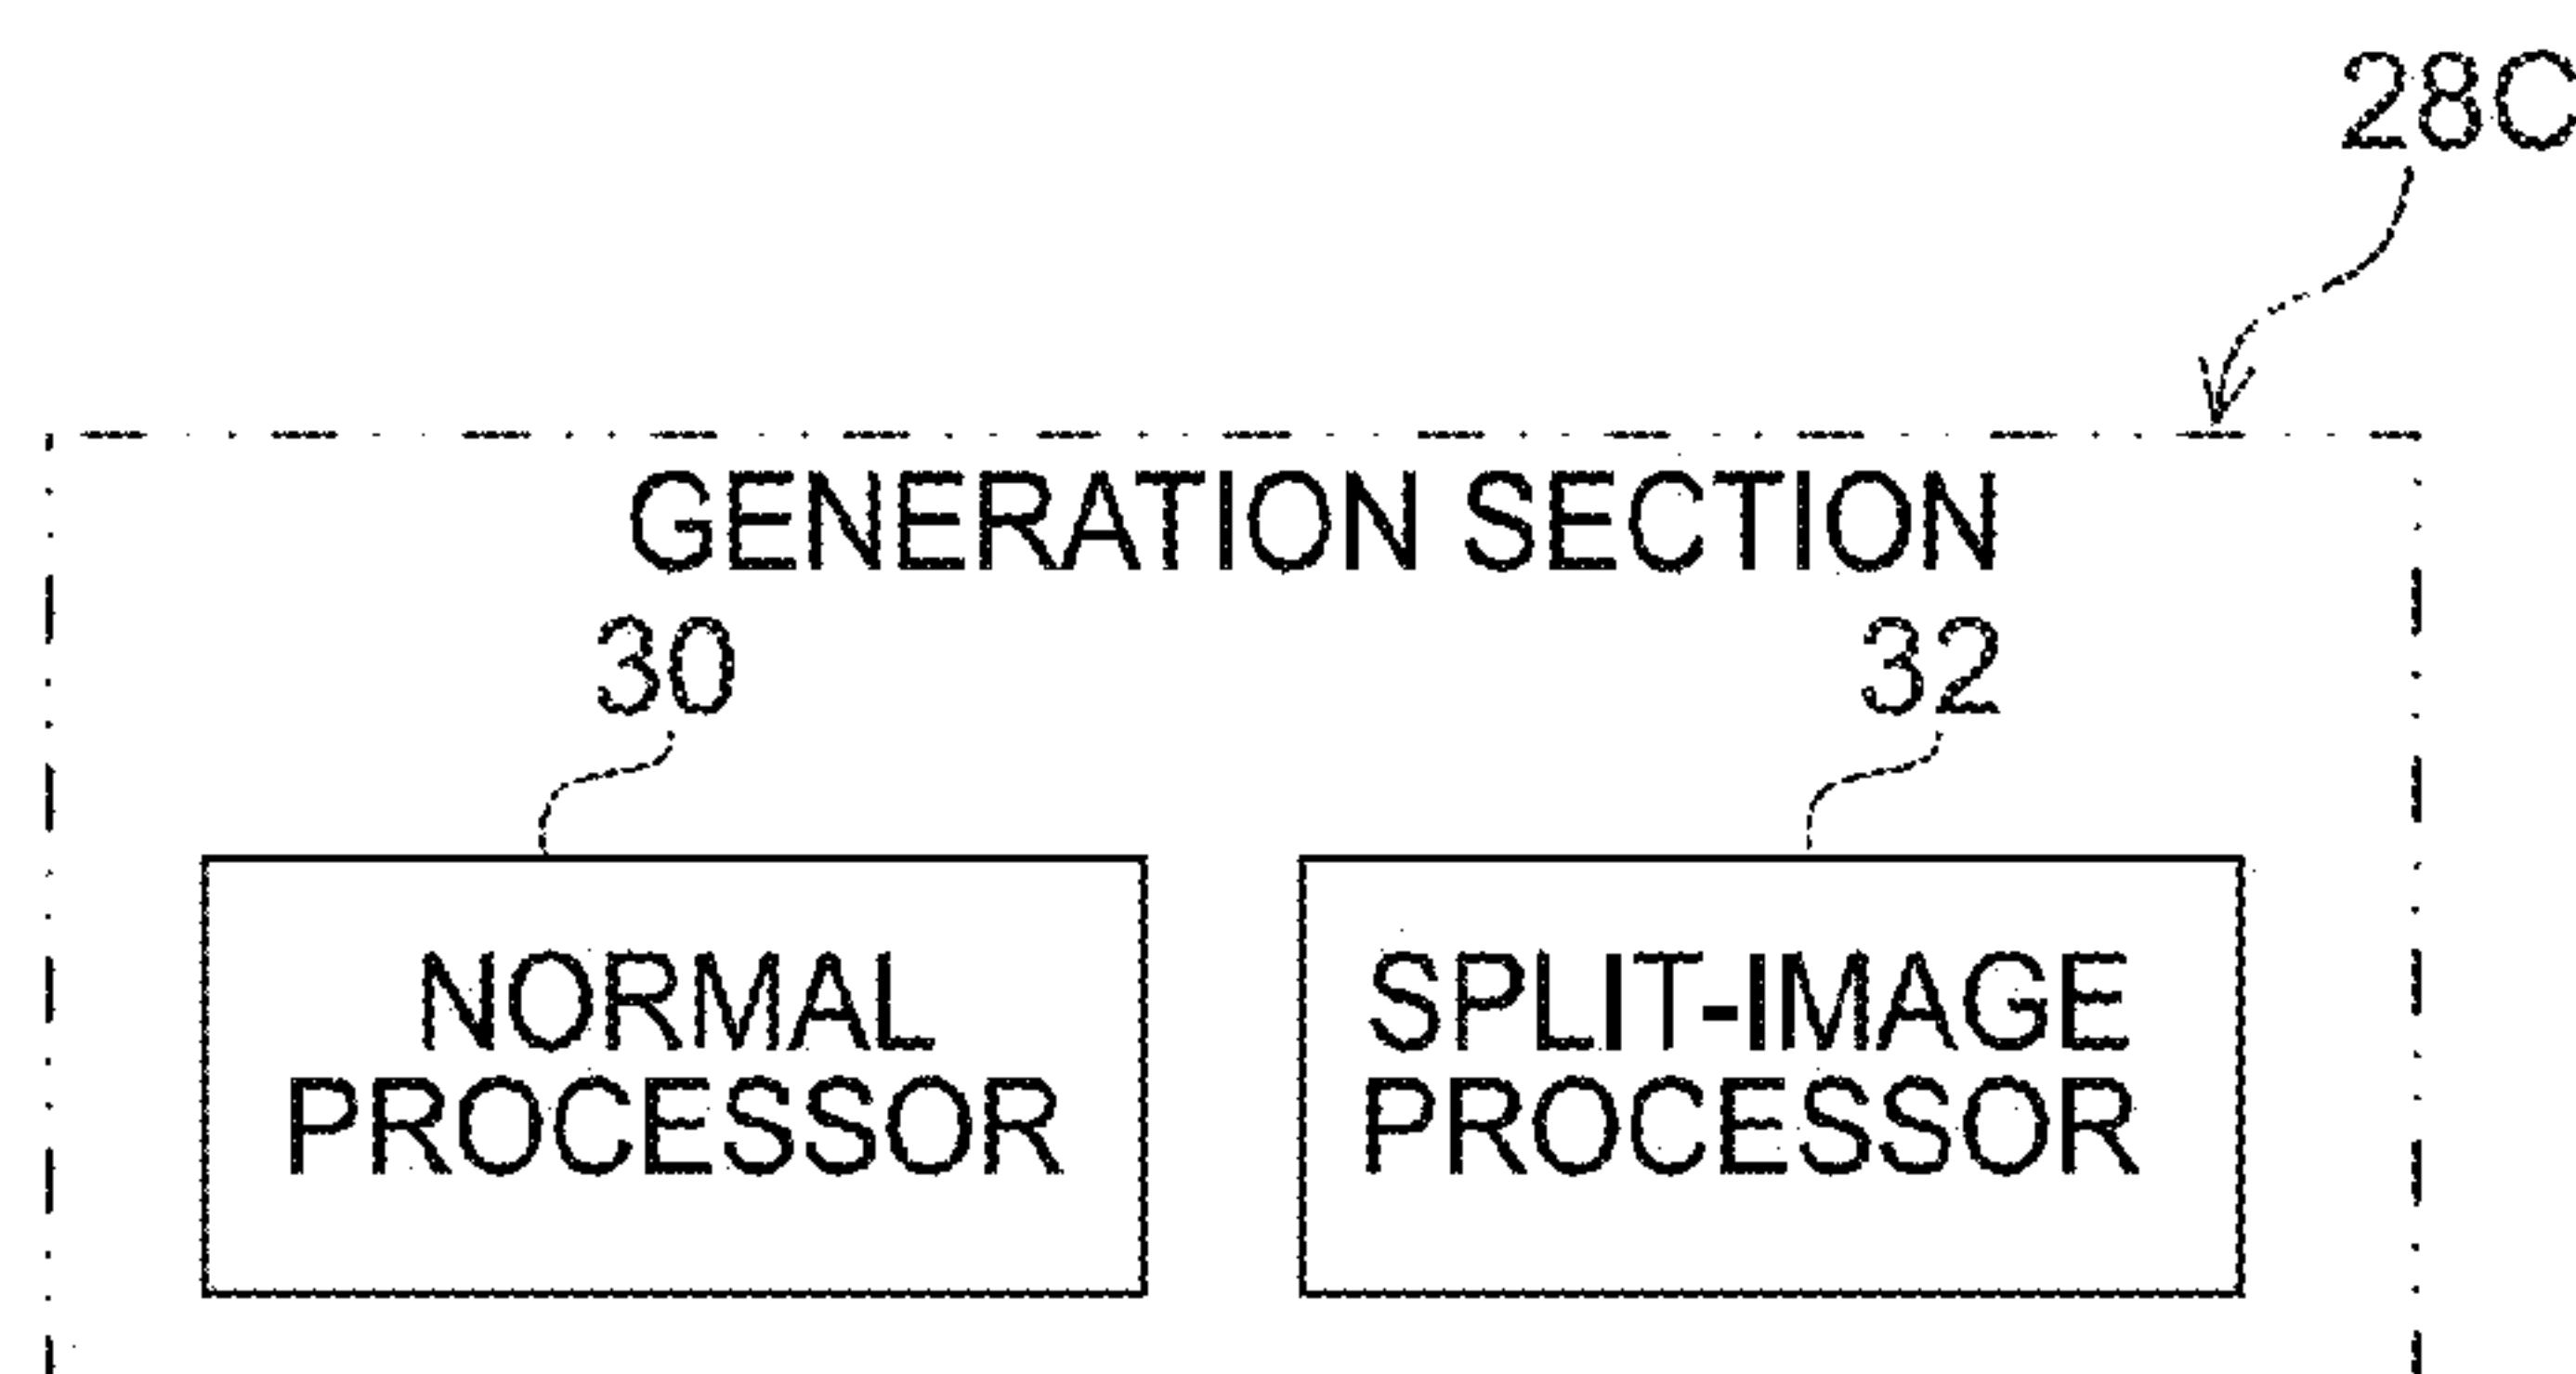 28C
GENERATION SECTION
30
32
NORMAL
PROCESSOR
SPLIT-IMAGE
PROCESSOR